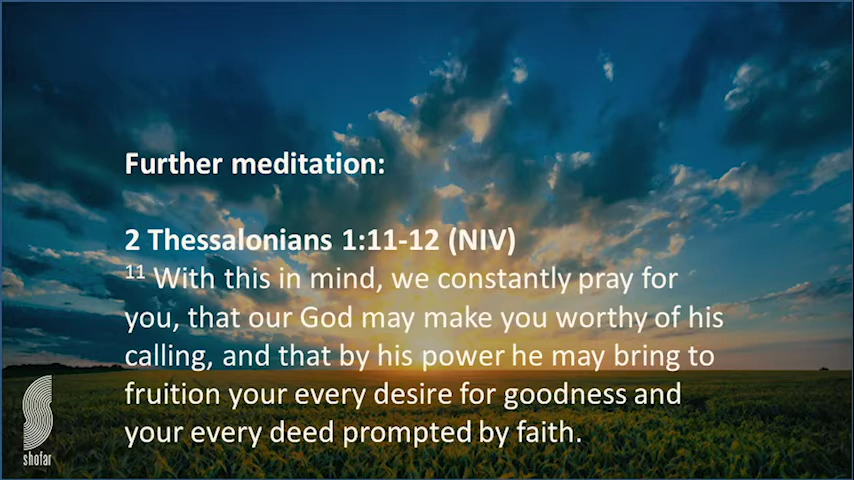 Further meditation:
2 Thessalonians 1:11-12 (NIV)
11 With this in mind, we constantly pray for
you, that our God may make you worthy of his
calling, and that by his power he may bring to
fruition your every desire for goodness and
your every deed prompted by faith.
shofar